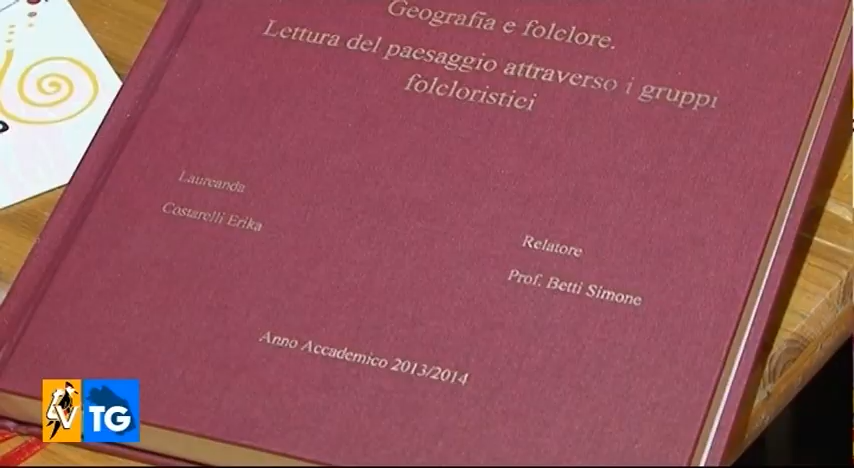 Geografia e folclore.
Lettura del paesaggio attraverso i gruppi
folcloristici
Laureanda
Costarelli Erika
Relatore
Prof. Betti Simone
Anno Accademico 2013/2014
V TG